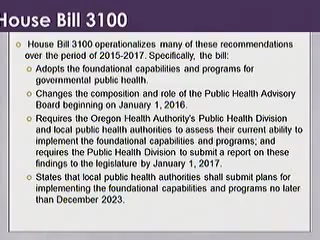 House Bill 3100
House Bill 3100 operationalizes many of these recommendations
over the period of 2015-2017. Specifically, the bill:
Adopts the foundational capabilities and programs for
governmental public health.
Changes the composition and role of the Public Health Advisory
Board beginning on January 1, 2016.
Requires the Oregon Health Authority's Public Health Division
and local public health authorities to assess their current ability to
implement the foundational capabilities and programs; and
requires the Public Health Division to submit a report on these
findings to the legislature by January 1, 2017.
States that local public health authorities shall submit plans for
implementing the foundational capabilities and programs no later
than December 2023.